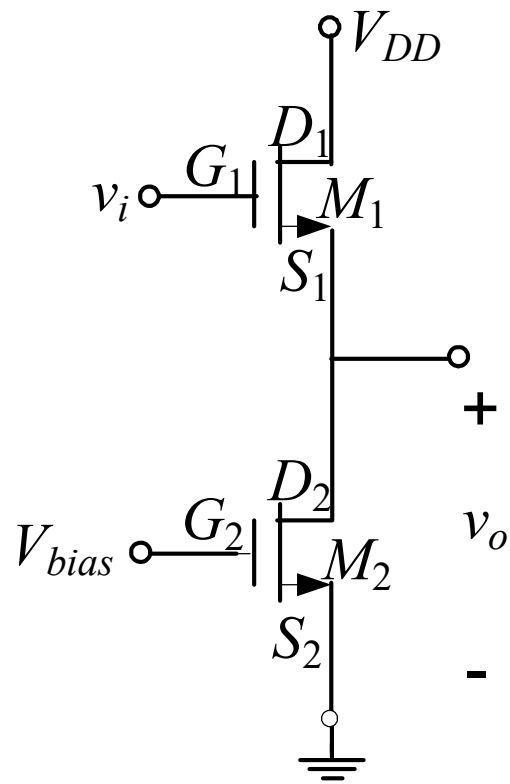 V_DD
D_1
G_1
v_i
M_1
S_1
+
D_2
G_2
V_bias
v_o
M_2
S_2
-